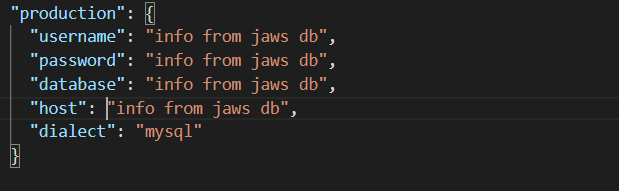 "production": {
"username": "info from jaws db",
"password": "info from jaws db",
"database": "info from jaws db",
"host": "info from jaws db",
"dialect": "mysql"
}